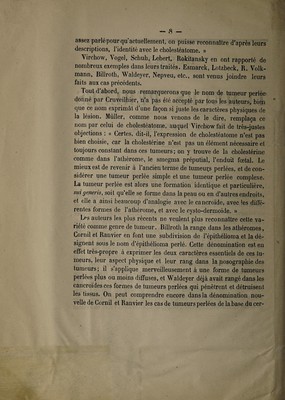 — 8 —
assez parlé pour qu'actuellement, on puisse reconnaître d'après leurs
descriptions, l'identité avec le cholestéatome. »
Virchow, Vogel, Schuh, Lebert, Rokitansky en ont rapporté de
nombreux exemples dans leurs traités. Esmarck, Lotzbeck, R. Volk-
mann, Billroth, Waldeyer, Nepveu, etc., sont venus joindre leurs
faits aux cas précédents.
Tout d'abord, nous remarquerons que le nom de tumeur perlée
donné par Cruveilhier, n'a pas été accepté par tous les auteurs, bien
que ce nom exprimât d'une façon si juste les caractères physiques de
la lésion. Müller, comme nous venons de le dire, remplaça ce
nom par celui de cholestéatome, auquel Virchow fait de très-justes
objections : « Certes, dit-il, l'expression de cholestéatome n'est pas
bien choisie, car la cholestérine n'est pas un élément nécessaire et
toujours constant dans ces tumeurs; on y trouve de la cholestérine
comme dans l'athérome, le smegma préputial, l'enduit fœtal. Le
mieux est de revenir à l'ancien terme de tumeurs perlées, et de con-
sidérer une tumeur perlée simple et une tumeur perlée complexe.
La tumeur perlée est alors une formation identique et particulière,
sui generis, soit qu'elle se forme dans la peau ou en d'autres endroits,
et elle a ainsi beaucoup d'analogie avec le cancroïde, avec les diffé-
rentes formes de l'athérome, et avec le cysto-dermoïde. »
Les auteurs les plus récents ne veulent plus reconnaître cette va-
riété comme genre de tumeur. Billroth la range dans les athéromes,
Cornil et Ranvier en font une subdivision de l'épithélioma et la dé-
signent sous le nom d'épithélioma perlé. Cette dénomination est en
effet très-propre à exprimer les deux caractères essentiels de ces tu-
meurs, leur aspect physique et leur rang dans la nosographie des
tumeurs; il s'applique merveilleusement à une forme de tumeurs
perlées plus ou moins diffuses, et Waldeyer déjà avait rangé dans les
cancroïdes ces formes de tumeurs perlées qui pénètrent et détruisent
les tissus. On peut comprendre encore dans la dénomination nou-
velle de Cornil et Ranvier les cas de tumeurs perlées de la base du cer-